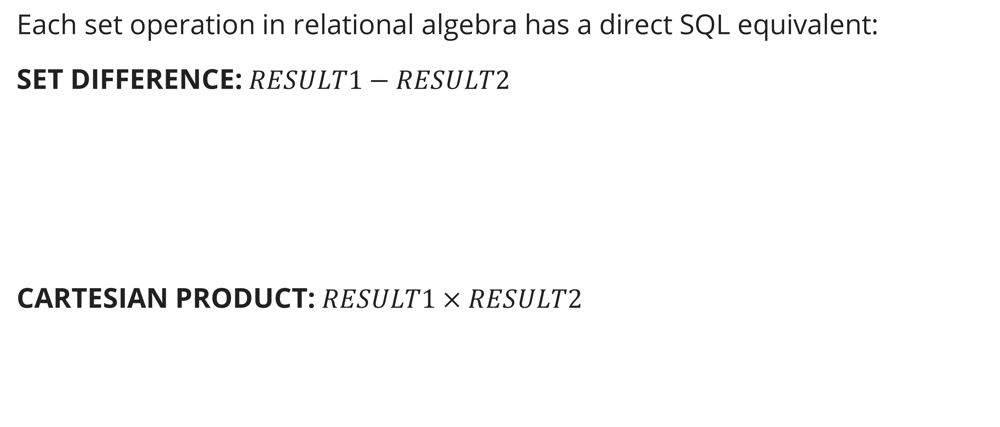 Each set operation in relational algebra has a direct SQL equivalent:
SET DIFFERENCE: RESULT1 − RESULT2
CARTESIAN PRODUCT: RESULT1 × RESULT2